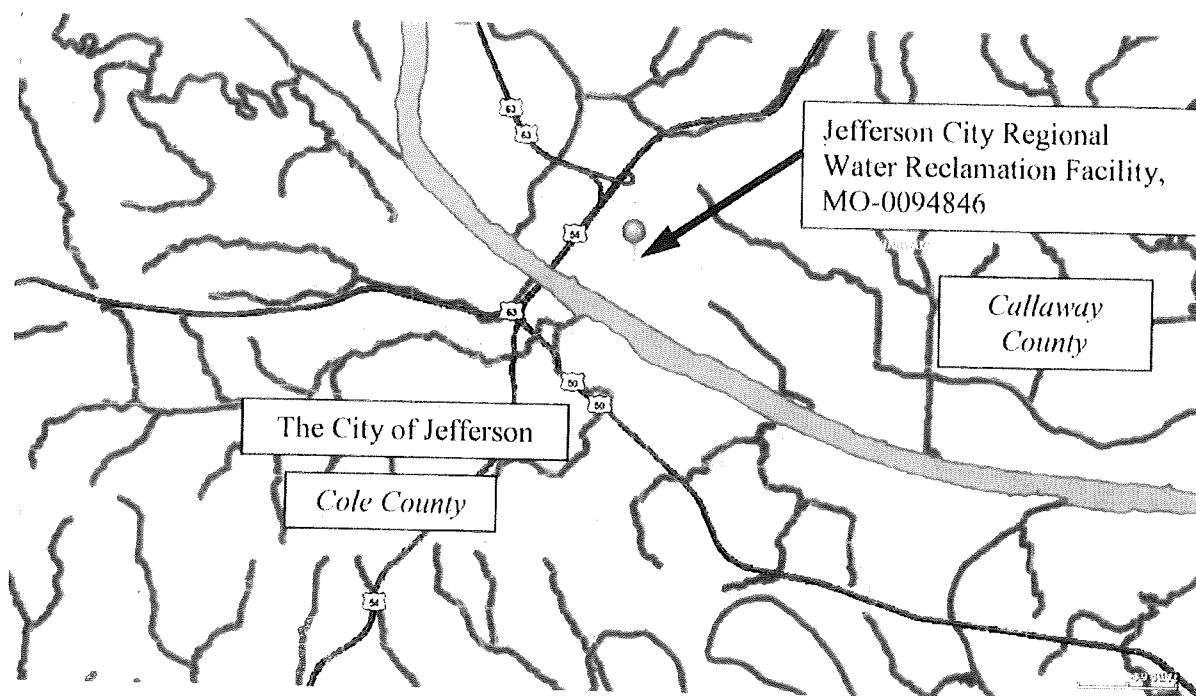 63
63
Jefferson City Regional
Water Reclamation Facility,
MO-0094846
54
63
Callaway
County
50
50
The City of Jefferson
Cole County
54